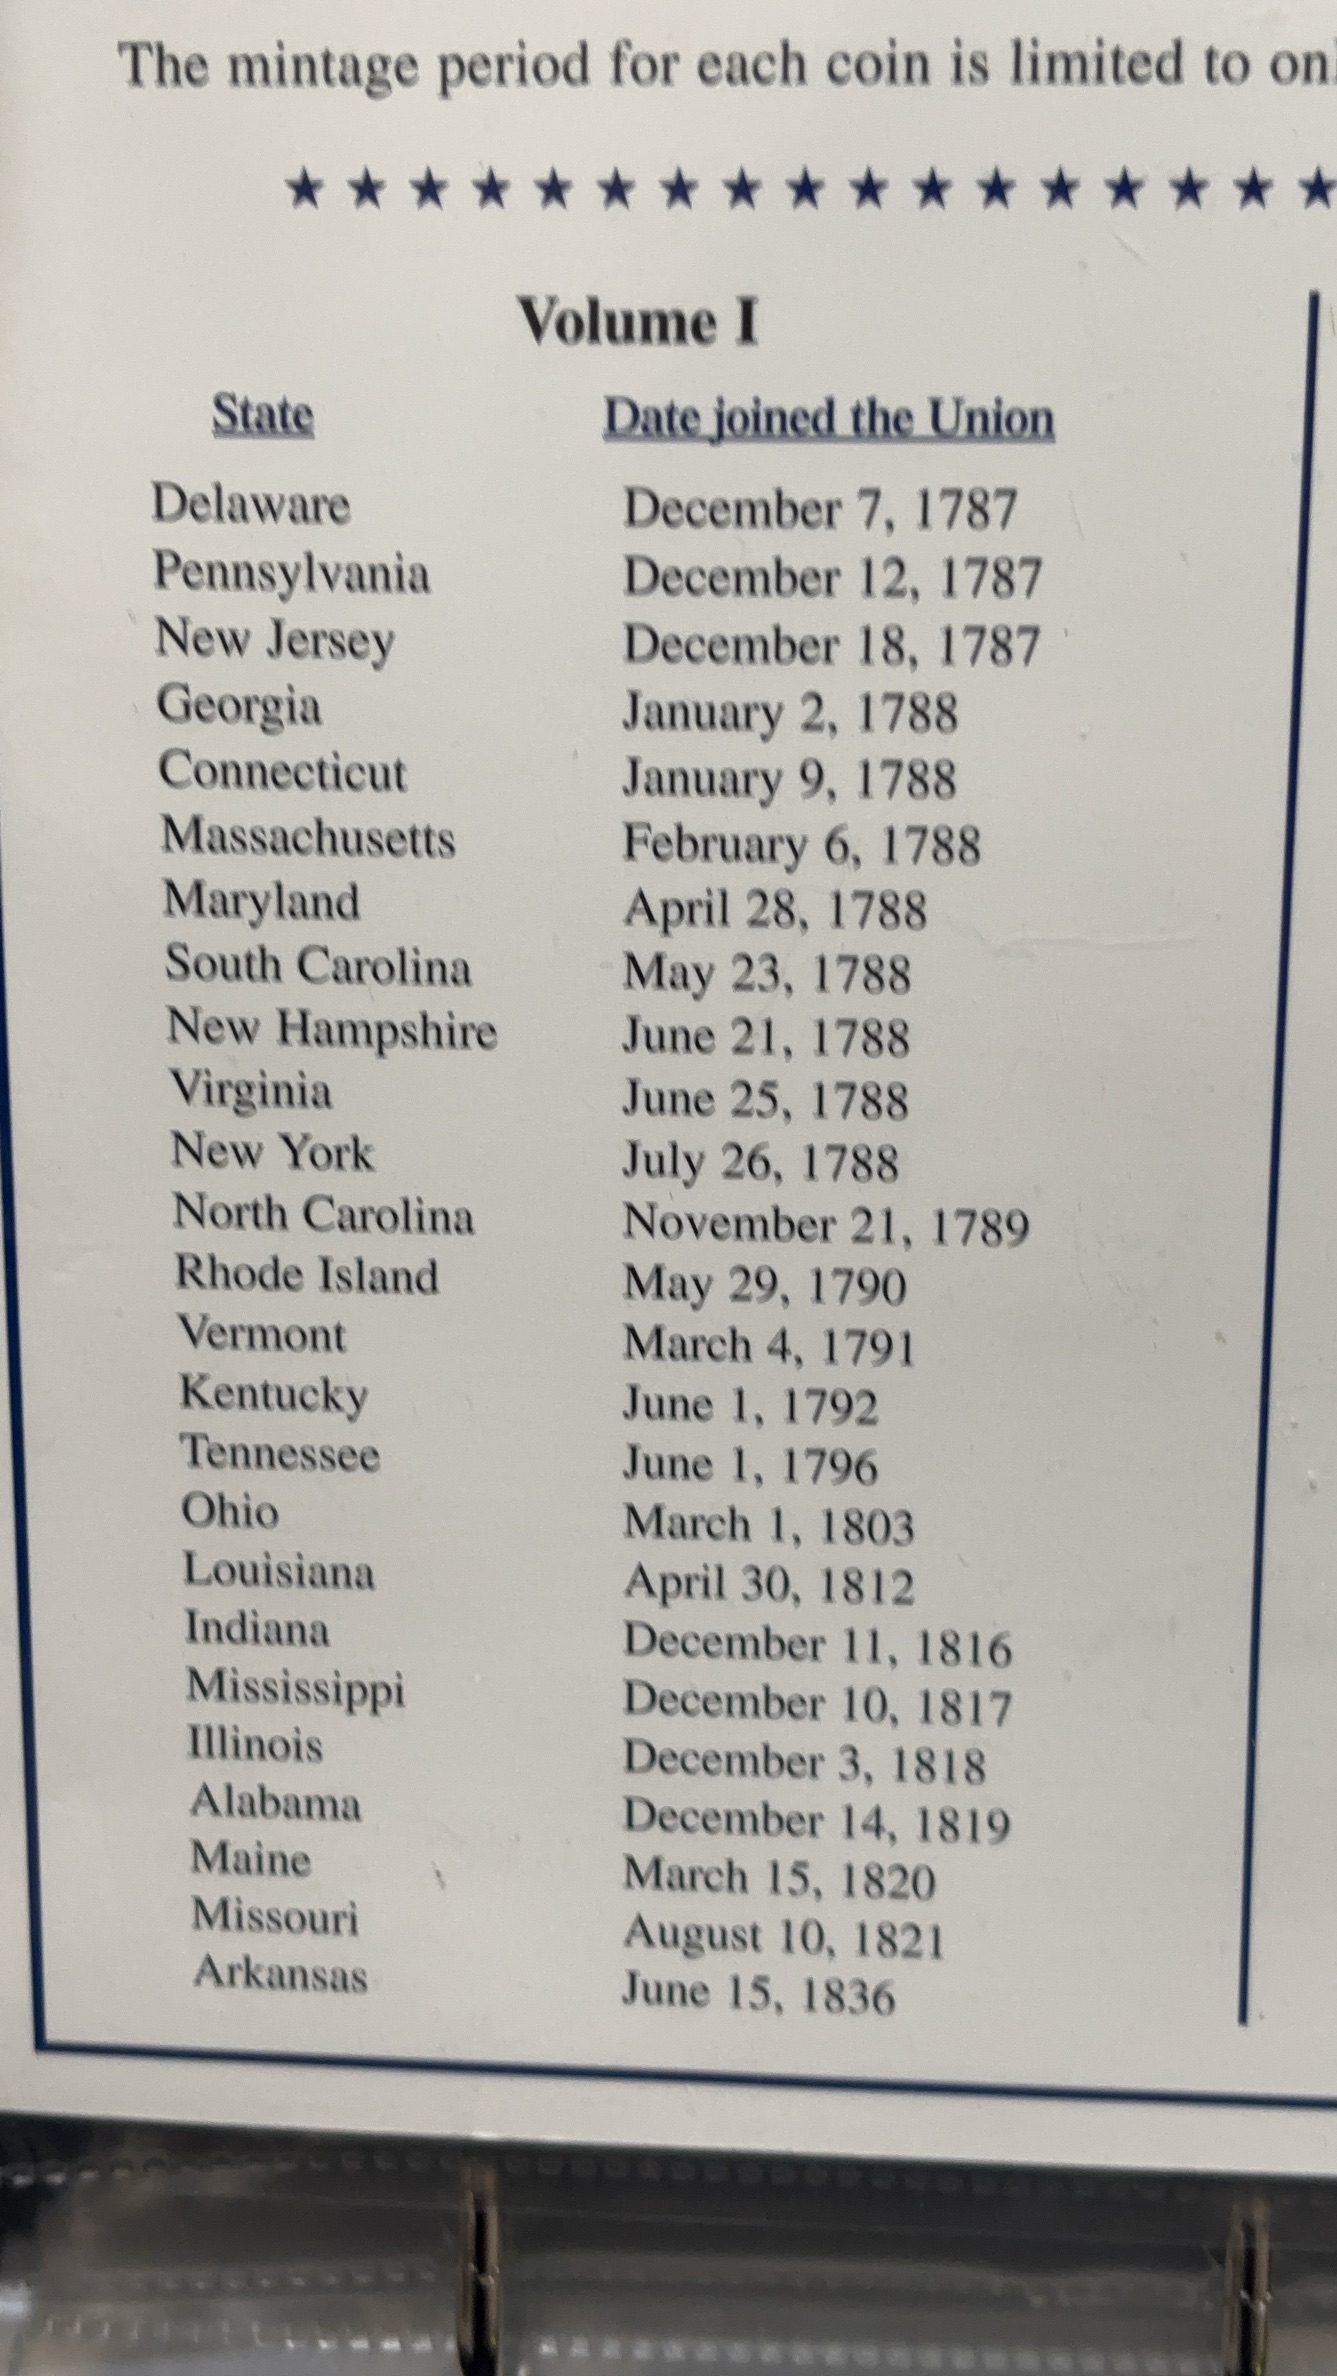 The mintage period for each coin is limited to
Volume I
State Date joined the Union
Delaware December 7, 1787
Pennsylvania December 12, 1787
New Jersey December 18, 1787
Georgia January 2, 1788
Connecticut January 9, 1788
Massachusetts February 6, 1788
Maryland April 28, 1788
South Carolina May 23, 1788
New Hampshire June 21, 1788
Virginia June 25, 1788
New York July 26, 1788
North Carolina November 21, 1789
Rhode Island May 29, 1790
Vermont March 4, 1791
Kentucky June 1, 1792
Tennessee June 1, 1796
Ohio March 1, 1803
Louisiana April 30, 1812
Indiana December 11, 1816
Mississippi December 10, 1817
Illinois December 3, 1818
Alabama December 14, 1819
Maine March 15, 1820
Missouri August 10, 1821
Arkansas June 15, 1836